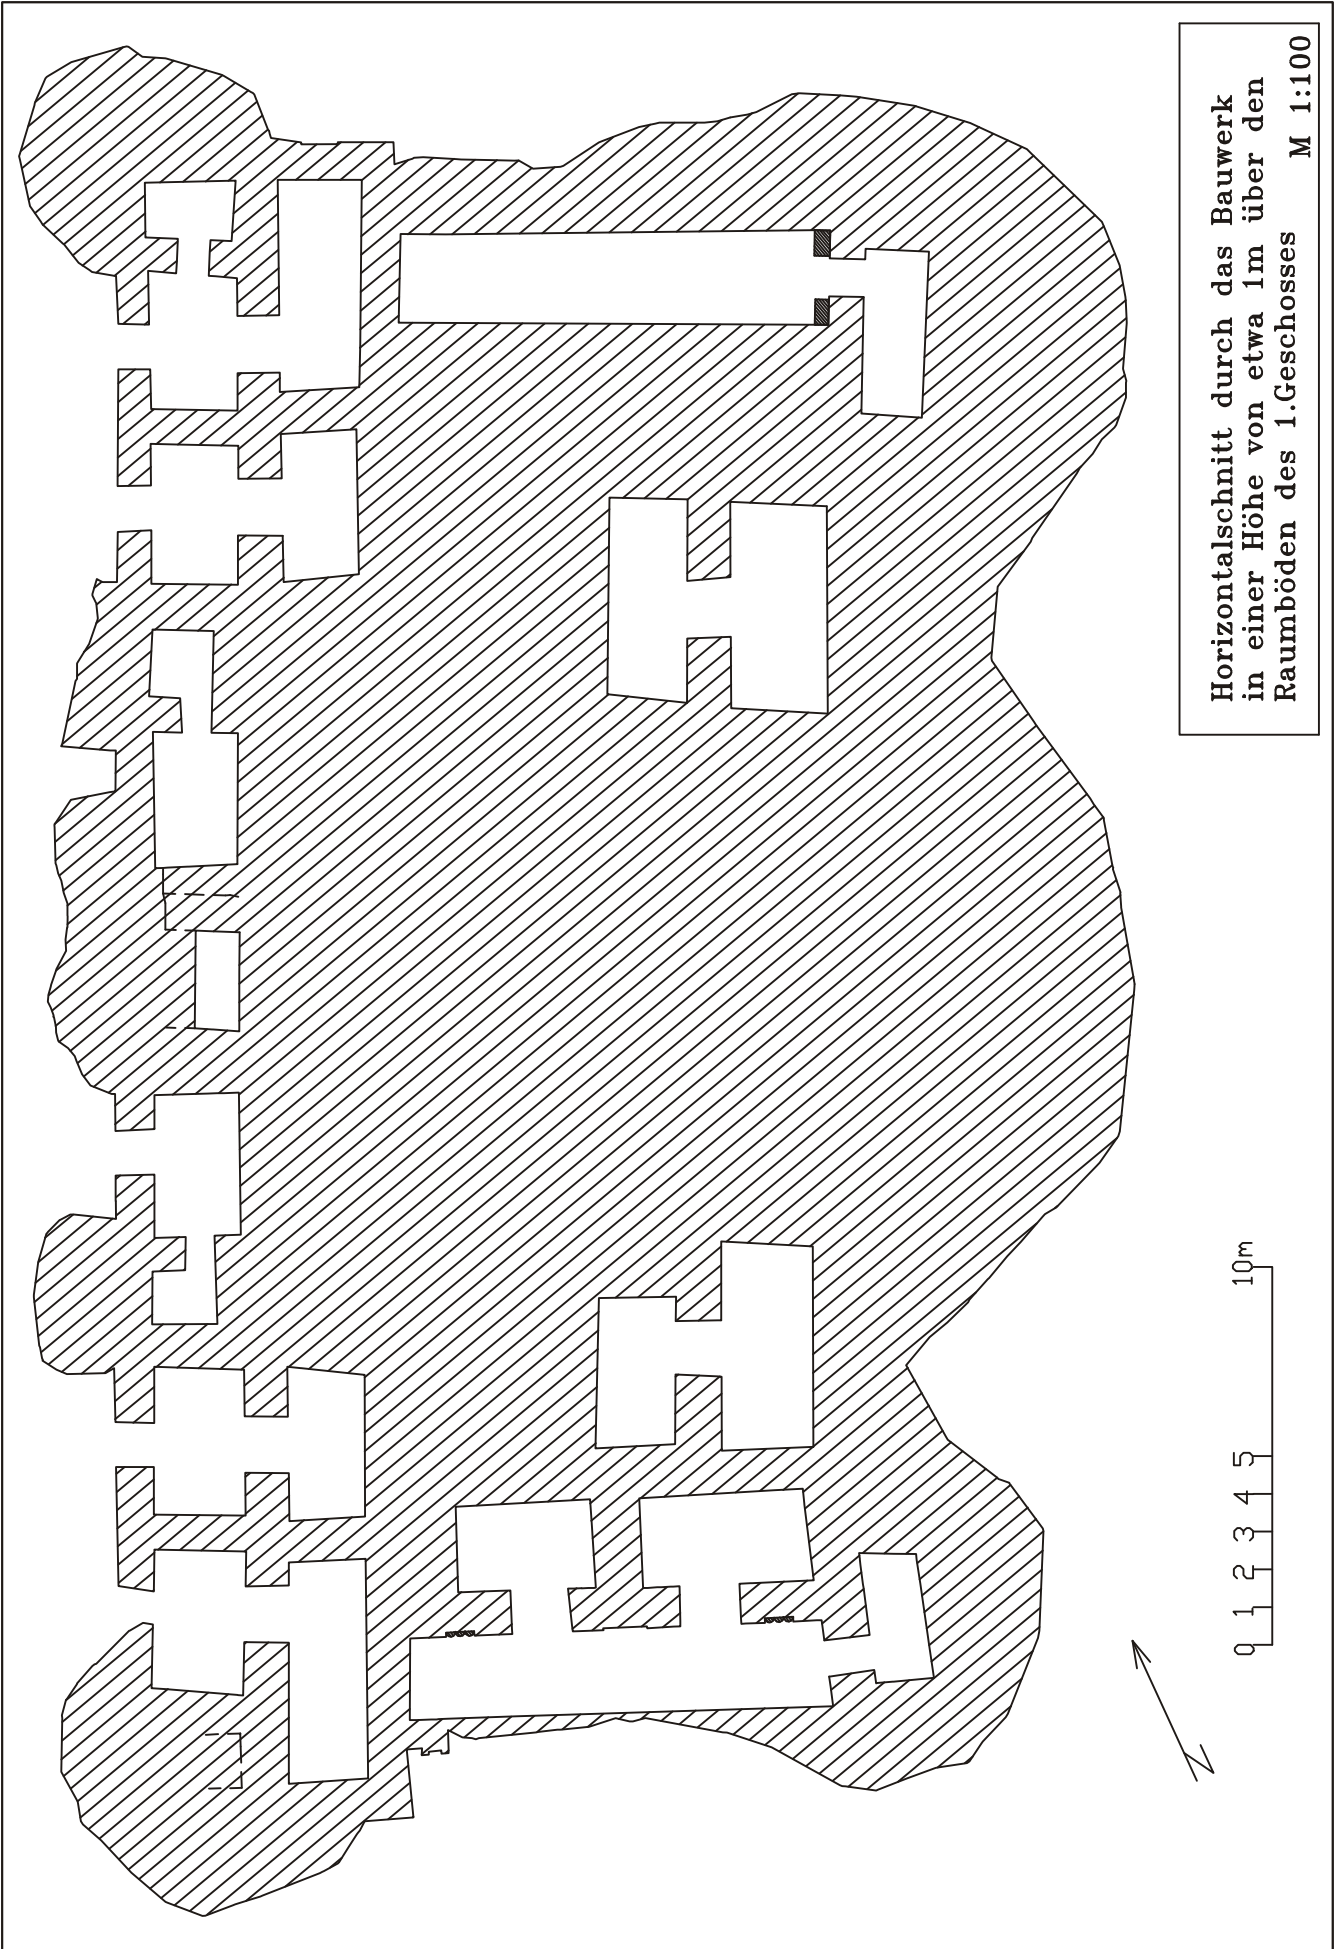 Horizontalschnitt durch das Bauwerk
in einer Höhe von etwa 1m über den
Raumböden des 1.Geschosses M 1:100
0 1 2 3 4 5 10m
N